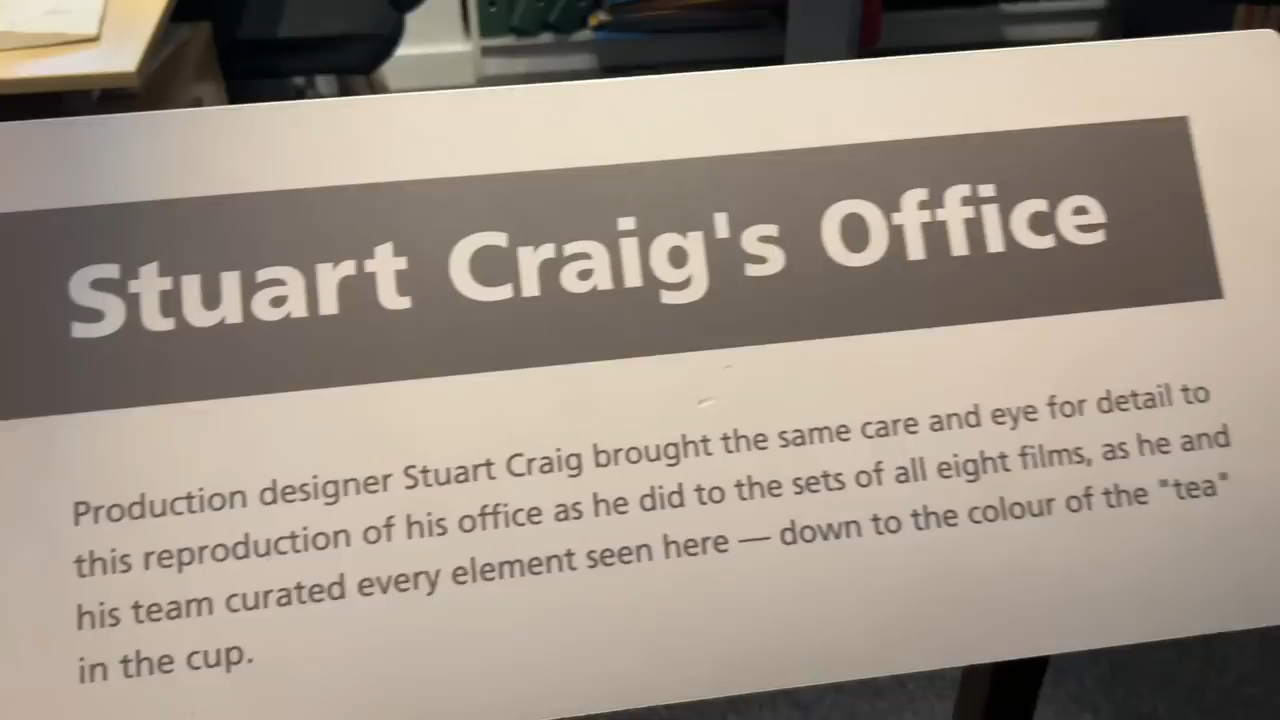 Stuart Craig's Office
Production designer Stuart Craig brought the same care and eye for detail to
this reproduction of his office as he did to the sets of all eight films, as he and
his team curated every element seen here — down to the colour of the "tea"
in the cup.